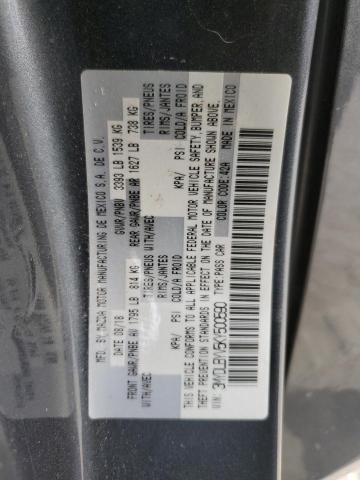 MFD. BY MAZDA MOTOR MANUFACTURING DE MEXICO S.A. DE C.V.
DATE: 08/18 GVWR/PNBV 3393 LB 1539 KG
FRONT GAWR/PNBE AV 1795 LB 814 KG REAR GAWR/PNBE AR 1627 LB 738 KG
WITH/AVEC TIRES/PNEUS WITH/AVEC TIRES/PNEUS
RIMS/JANTES RIMS/JANTES
KPA/ PSI COLD/A FROID KPA/ PSI COLD/A FROID
THIS VEHICLE CONFORMS TO ALL APPLICABLE FEDERAL MOTOR VEHICLE SAFETY, BUMPER, AND
THEFT PREVENTION STANDARDS IN EFFECT ON THE DATE OF MANUFACTURE SHOWN ABOVE.
VIN: TYPE: PASS CAR COLOR CODE: 42A MADE IN MEXICO